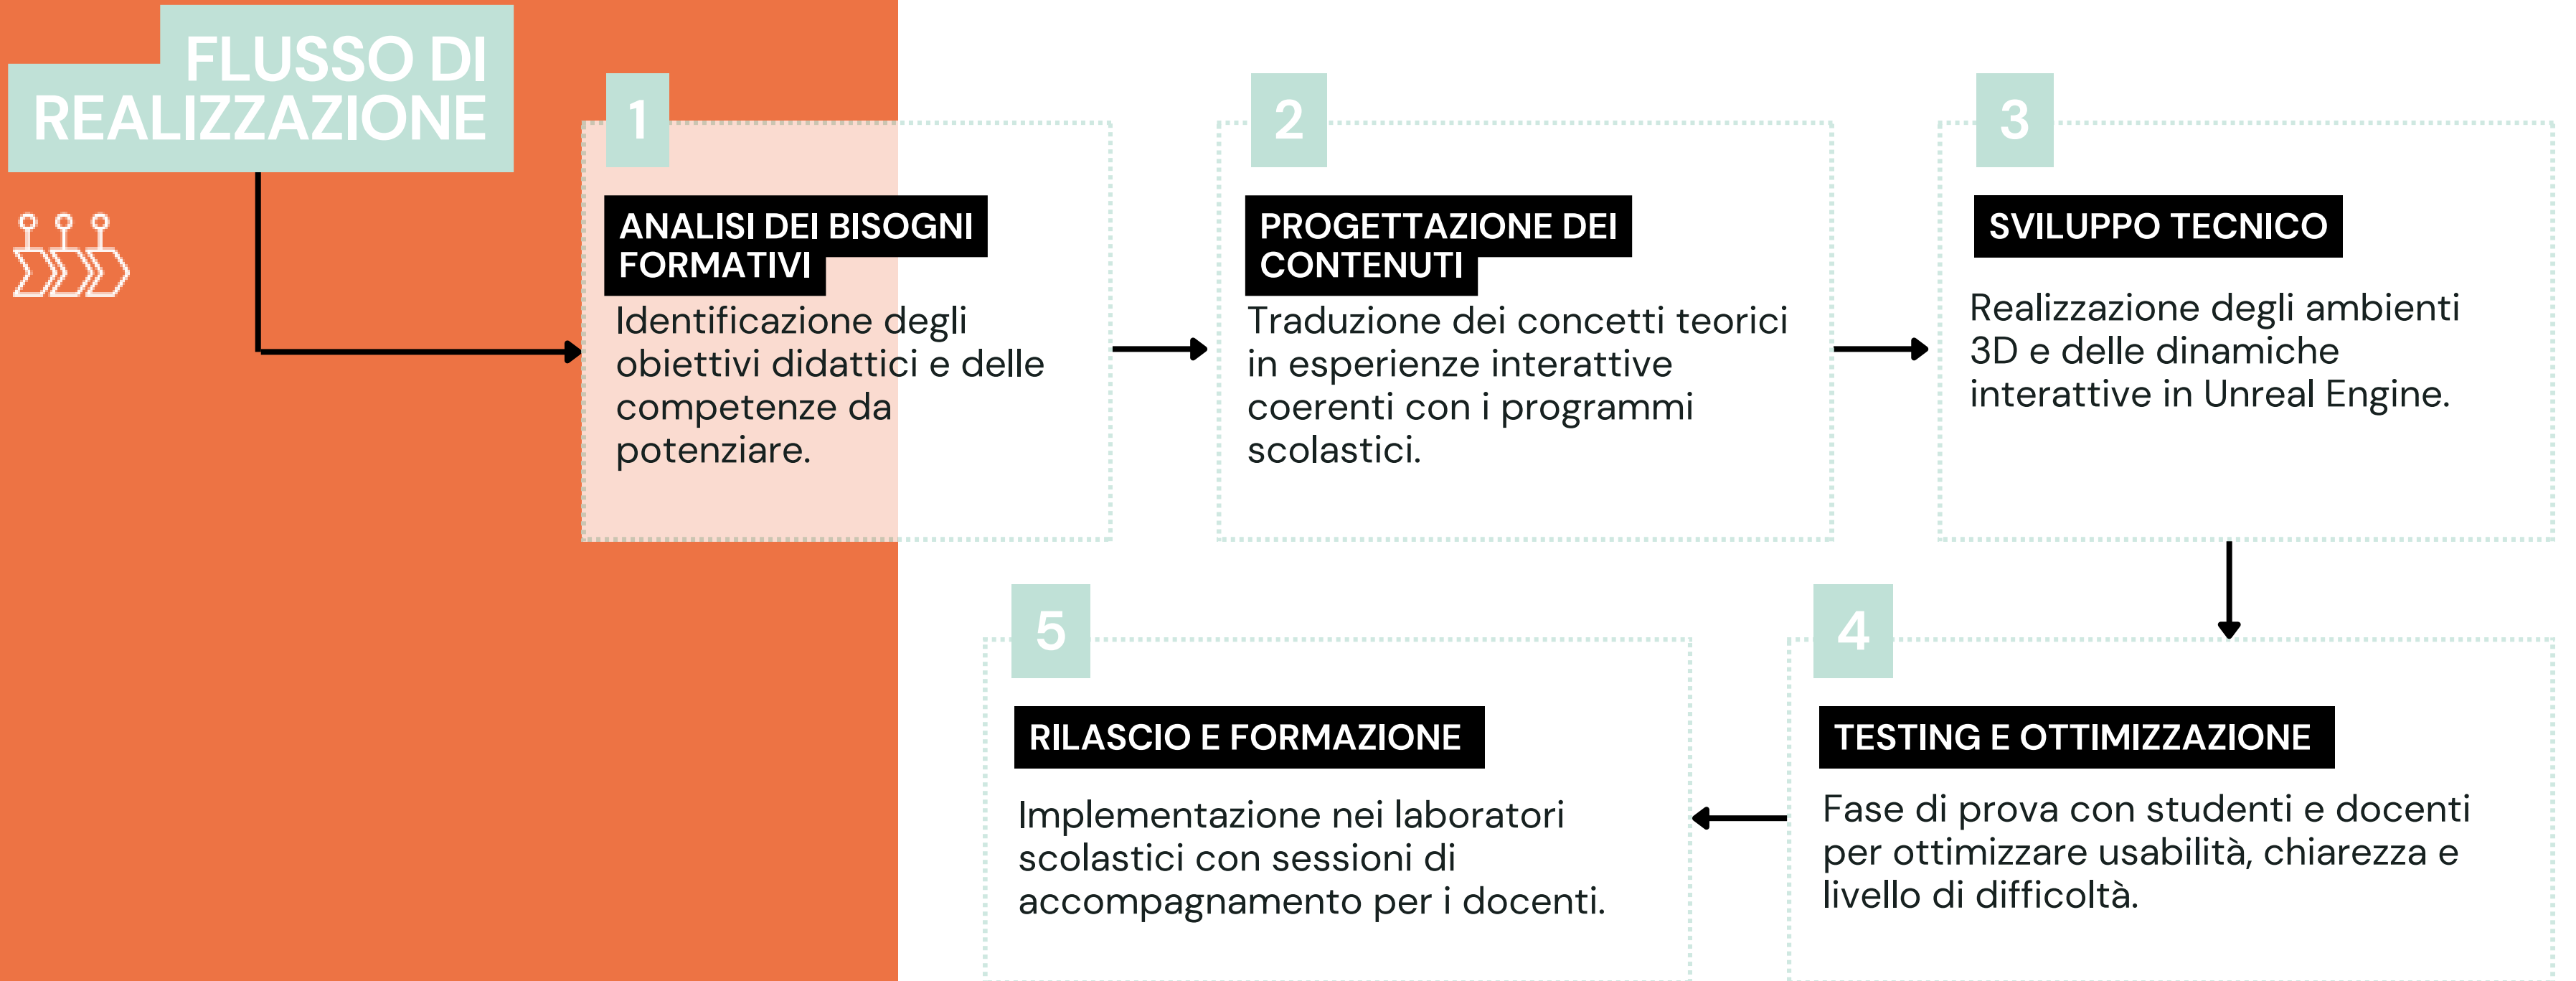 FLUSSO DI
REALIZZAZIONE
1
ANALISI DEI BISOGNI
FORMATIVI
Identificazione degli
obiettivi didattici e delle
competenze da
potenziare.
2
PROGETTAZIONE DEI
CONTENUTI
Traduzione dei concetti teorici
in esperienze interattive
coerenti con i programmi
scolastici.
3
SVILUPPO TECNICO
Realizzazione degli ambienti
3D e delle dinamiche
interattive in Unreal Engine.
4
TESTING E OTTIMIZZAZIONE
Fase di prova con studenti e docenti
per ottimizzare usabilità, chiarezza e
livello di difficoltà.
5
RILASCIO E FORMAZIONE
Implementazione nei laboratori
scolastici con sessioni di
accompagnamento per i docenti.